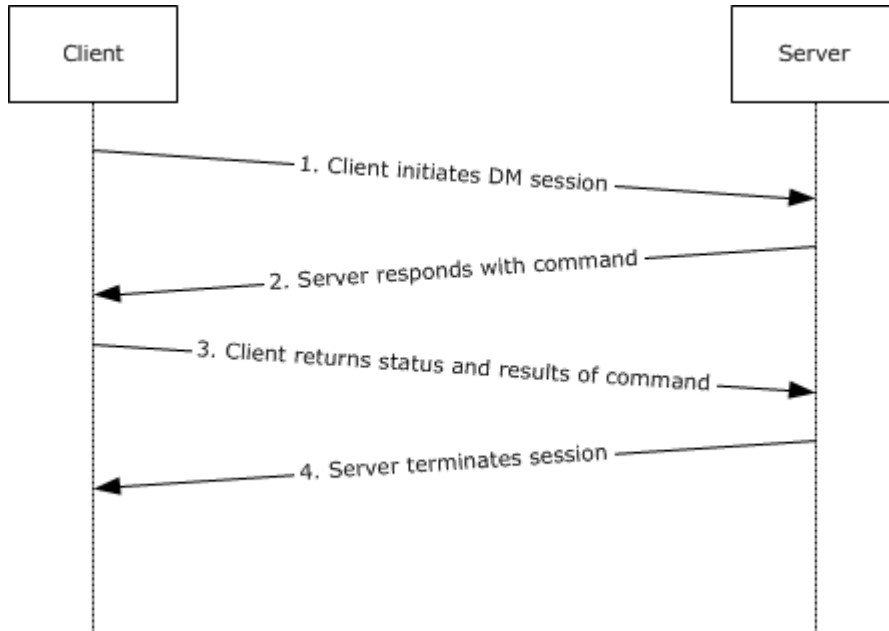 Client
Server
1. Client initiates DM session
2. Server responds with command
3. Client returns status and results of command
4. Server terminates session